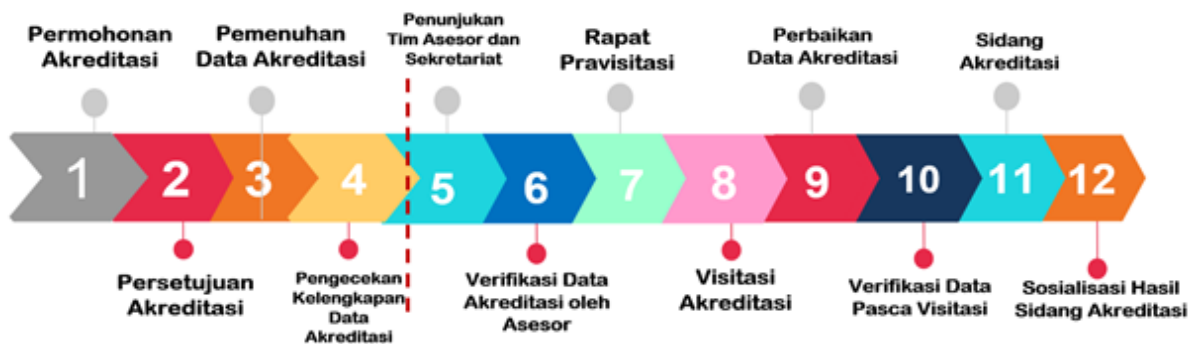 Permohonan
Akreditasi
Pemenuhan
Data Akreditasi
Penunjukan
Tim Asesor dan
Sekretariat
Rapat
Pravisitasi
Perbaikan
Data Akreditasi
Sidang
Akreditasi
1
2
3
4
5
6
7
8
9
10
11
12
Persetujuan
Akreditasi
Pengecekan
Kelengkapan
Data
Akreditasi
Verifikasi Data
Akreditasi oleh
Asesor
Visitasi
Akreditasi
Verifikasi Data
Pasca Visitasi
Sosialisasi Hasil
Sidang Akreditasi